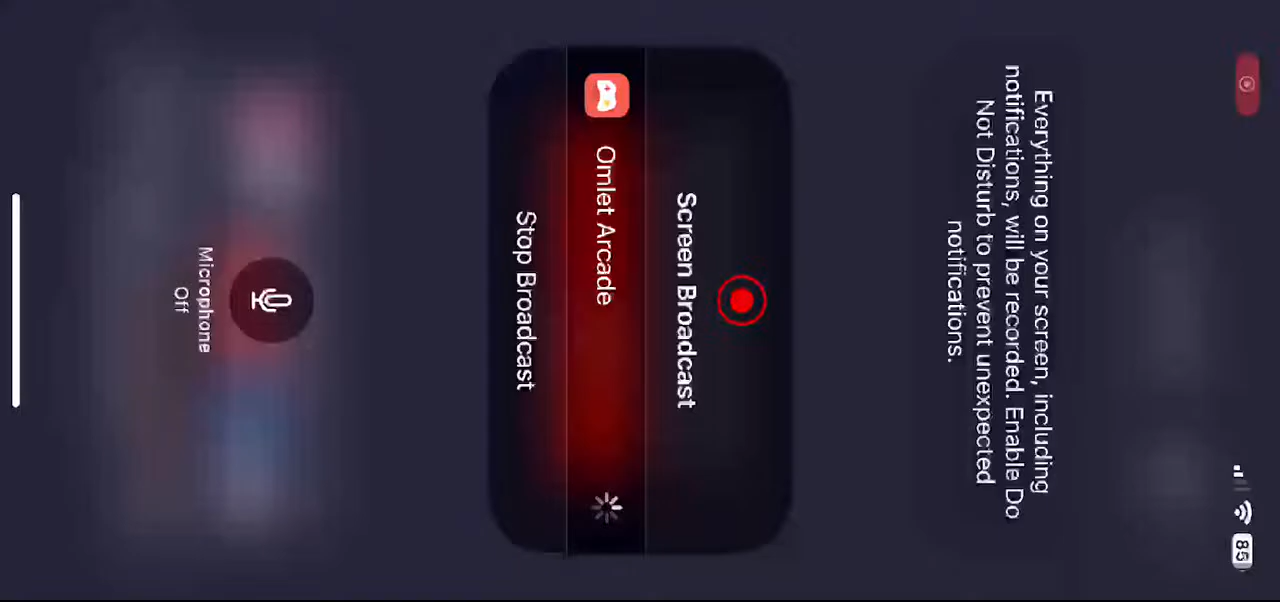 85
Everything on your screen, including
notifications, will be recorded. Enable Do
Not Disturb to prevent unexpected
notifications.
Screen Broadcast
Omlet Arcade
Stop Broadcast
Microphone
Off